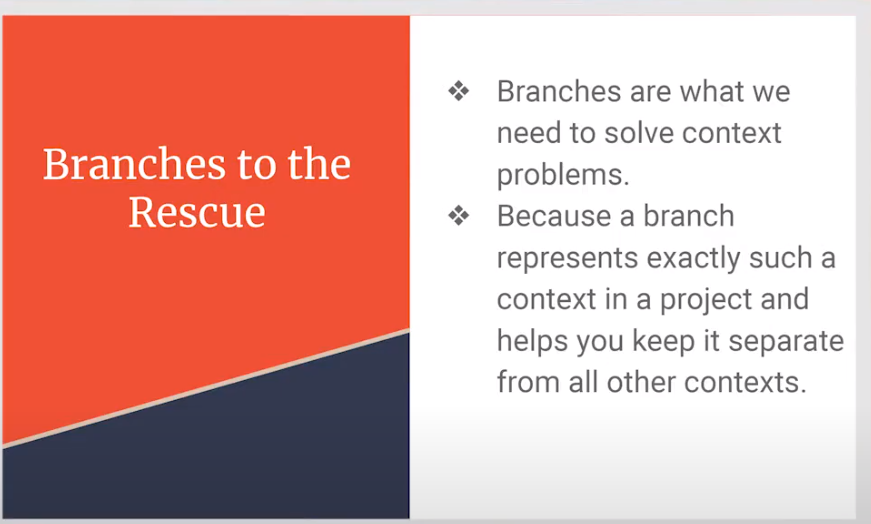 Branches to the
Rescue
❖ Branches are what we
need to solve context
problems.
❖ Because a branch
represents exactly such a
context in a project and
helps you keep it separate
from all other contexts.